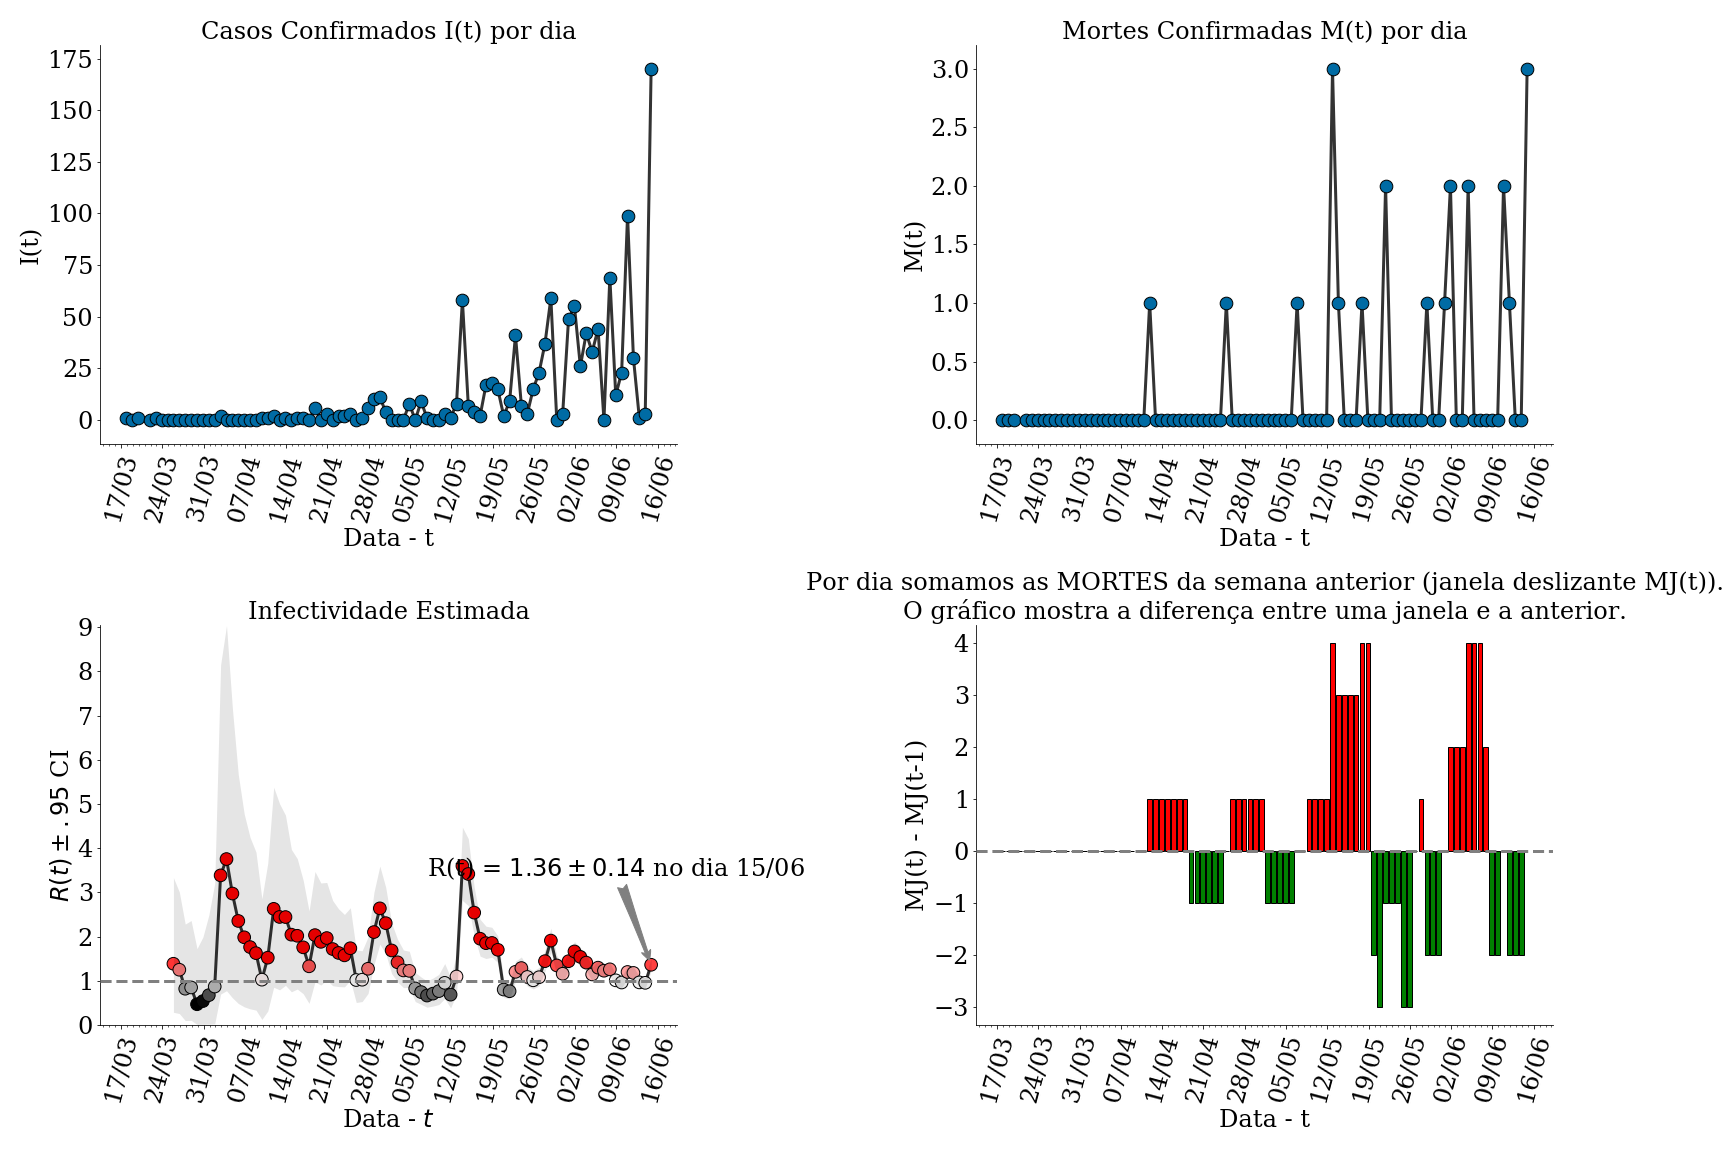 Casos Confirmados I(t) por dia
175
150
125
100
75
50
25
0
I(t)
17/03 24/03 31/03 07/04 14/04 21/04 28/04 05/05 12/05 19/05 26/05 02/06 09/06 16/06
Data - t
Mortes Confirmadas M(t) por dia
3.0
2.5
2.0
1.5
1.0
0.5
0.0
M(t)
17/03 24/03 31/03 07/04 14/04 21/04 28/04 05/05 12/05 19/05 26/05 02/06 09/06 16/06
Data - t
Infectividade Estimada
9
8
7
6
5
4
3
2
1
0
R(t) ± .95 CI
R(t) = 1.36 ± 0.14 no dia 15/06
17/03 24/03 31/03 07/04 14/04 21/04 28/04 05/05 12/05 19/05 26/05 02/06 09/06 16/06
Data - t
Por dia somamos as MORTES da semana anterior (janela deslizante MJ(t)).
O gráfico mostra a diferença entre uma janela e a anterior.
4
3
2
1
0
−1
−2
−3
MJ(t) - MJ(t-1)
17/03 24/03 31/03 07/04 14/04 21/04 28/04 05/05 12/05 19/05 26/05 02/06 09/06 16/06
Data - t